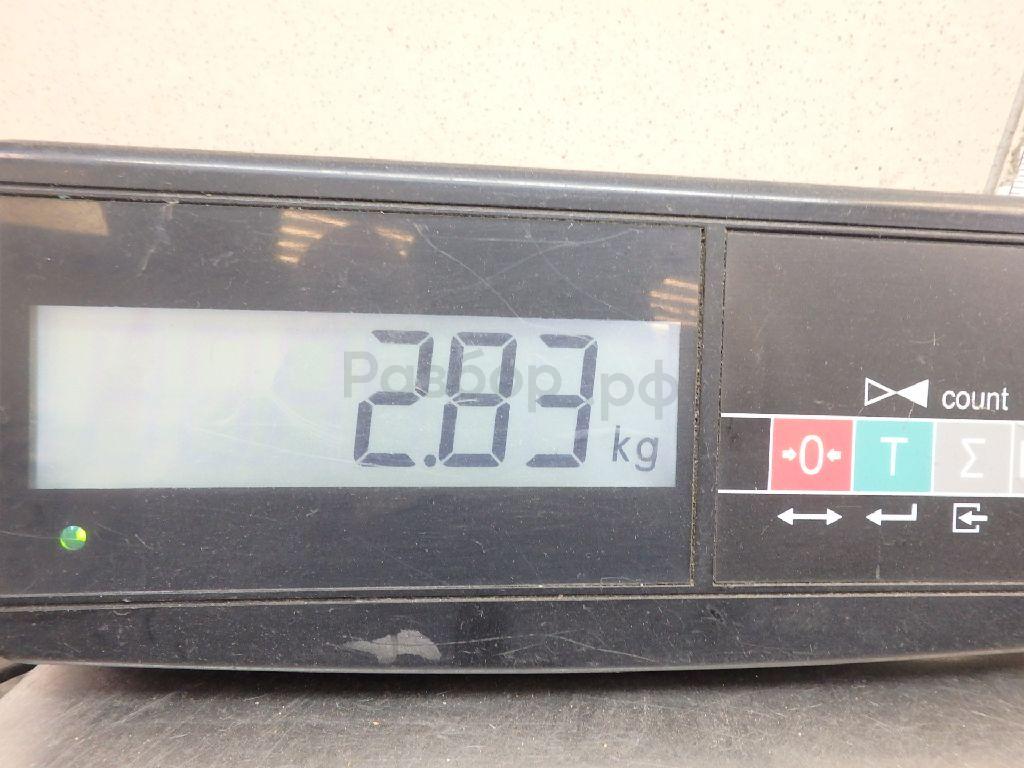 2.83 kg
Разбор.рф
count
0 T Σ